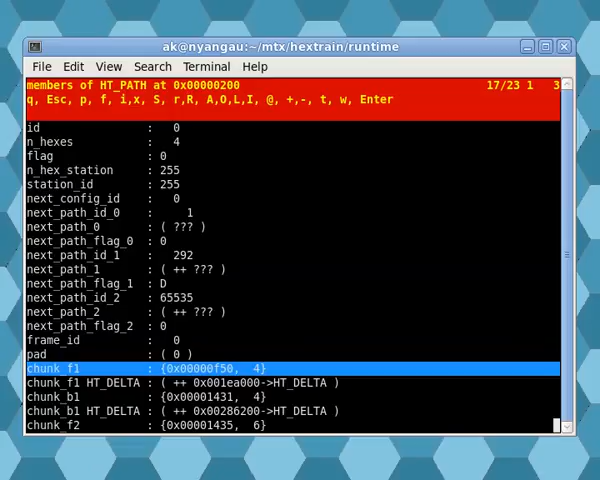 ak@nyangau:~/mtx/hextrain/runtime
File Edit View Search Terminal Help
members of HT_PATH at 0x00000200 17/23 1 3
q, Esc, p, f, i,x, S, r,R, A,O,L,I, @, +,-, t, w, Enter
id : 0
n_hexes : 4
flag : 0
n_hex_station : 255
station_id : 255
next_config_id : 0
next_path_id_0 : 1
next_path_0 : ( ??? )
next_path_flag_0 : 0
next_path_id_1 : 292
next_path_1 : ( ++ ??? )
next_path_flag_1 : D
next_path_id_2 : 65535
next_path_2 : ( ++ ??? )
next_path_flag_2 : 0
frame_id : 0
pad : ( 0 )
chunk_f1 : {0x00000f50, 4}
chunk_f1 HT_DELTA : ( ++ 0x001ea000->HT_DELTA )
chunk_b1 : {0x00001431, 4}
chunk_b1 HT_DELTA : ( ++ 0x00286200->HT_DELTA )
chunk_f2 : {0x00001435, 6}